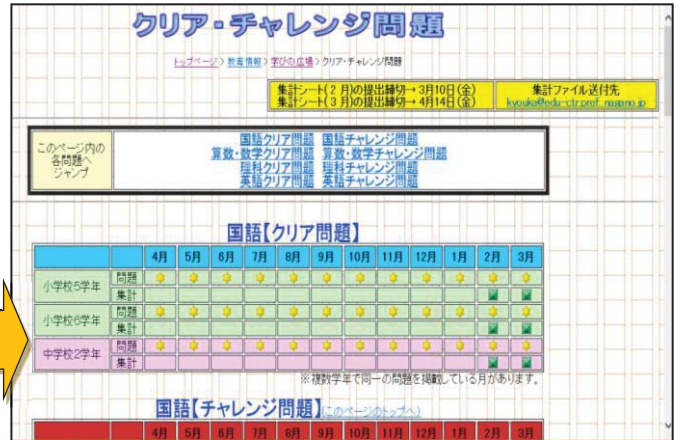 クリア・チャレンジ問題
トップページ > 教育情報 > 学びの広場 > クリア・チャレンジ問題
集計シート(2月)の提出締切→ 3月10日(金)
集計シート(3月)の提出締切→ 4月14日(金)
集計ファイル送付先
kyouka@edu-ctr.pref.nagano.jp
このページ内の
各問題へ
ジャンプ
国語クリア問題 国語チャレンジ問題
算数・数学クリア問題 算数・数学チャレンジ問題
理科クリア問題 理科チャレンジ問題
英語クリア問題 英語チャレンジ問題
国語【クリア問題】
4月 5月 6月 7月 8月 9月 10月 11月 12月 1月 2月 3月
小学校5学年 問題
集計
小学校6学年 問題
集計
中学校2学年 問題
集計
※複数学年で同一の問題を掲載している月があります。
国語【チャレンジ問題】(このページのトップへ)
4月 5月 6月 7月 8月 9月 10月 11月 12月 1月 2月 3月